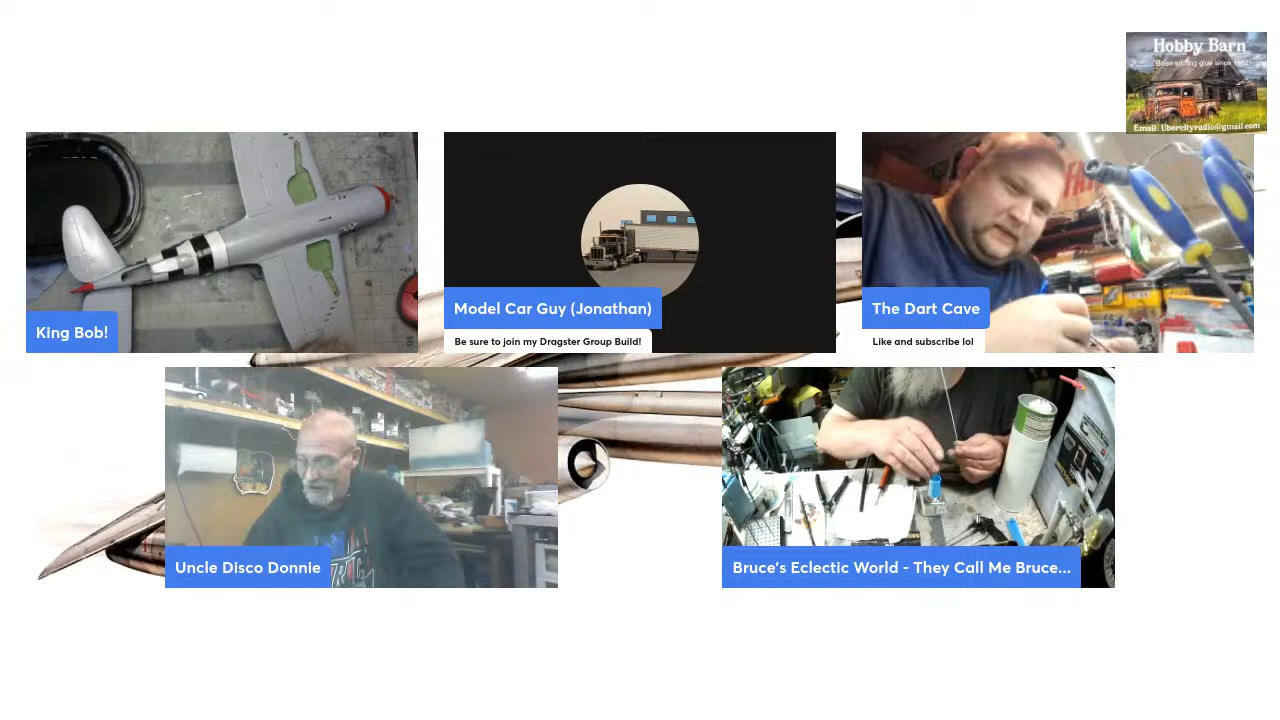 Hobby Barn
"Been sniffing glue since 1962"
Email: Ubercityradio@gmail.com
King Bob!
Model Car Guy (Jonathan)
Be sure to join my Dragster Group Build!
The Dart Cave
Like and subscribe lol
Uncle Disco Donnie
Bruce's Eclectic World - They Call Me Bruce...